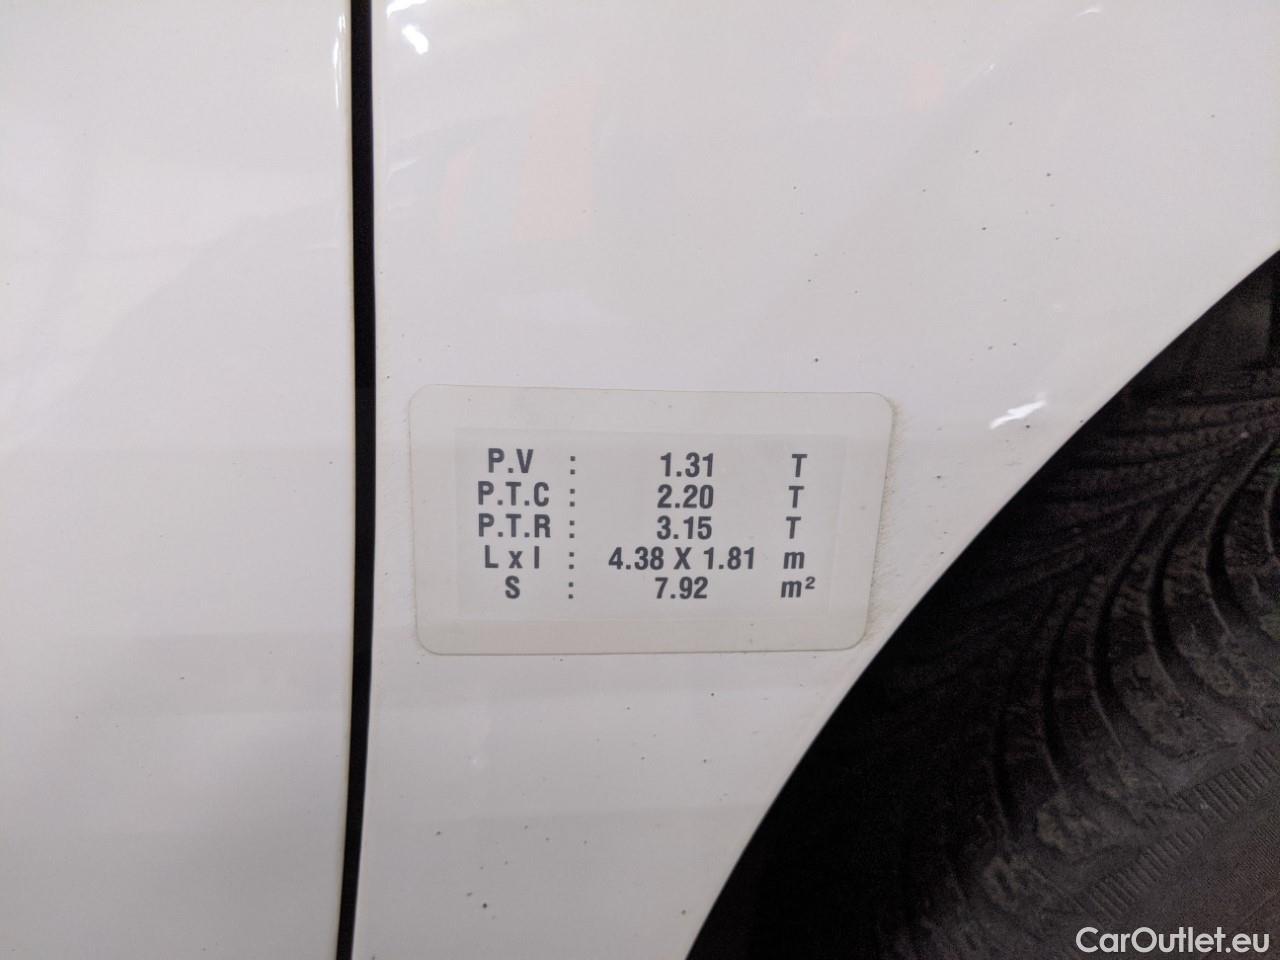 P.V : 1.31 T
P.T.C : 2.20 T
P.T.R : 3.15 T
L x l : 4.38 X 1.81 m
S : 7.92 m²
CarOutlet.eu